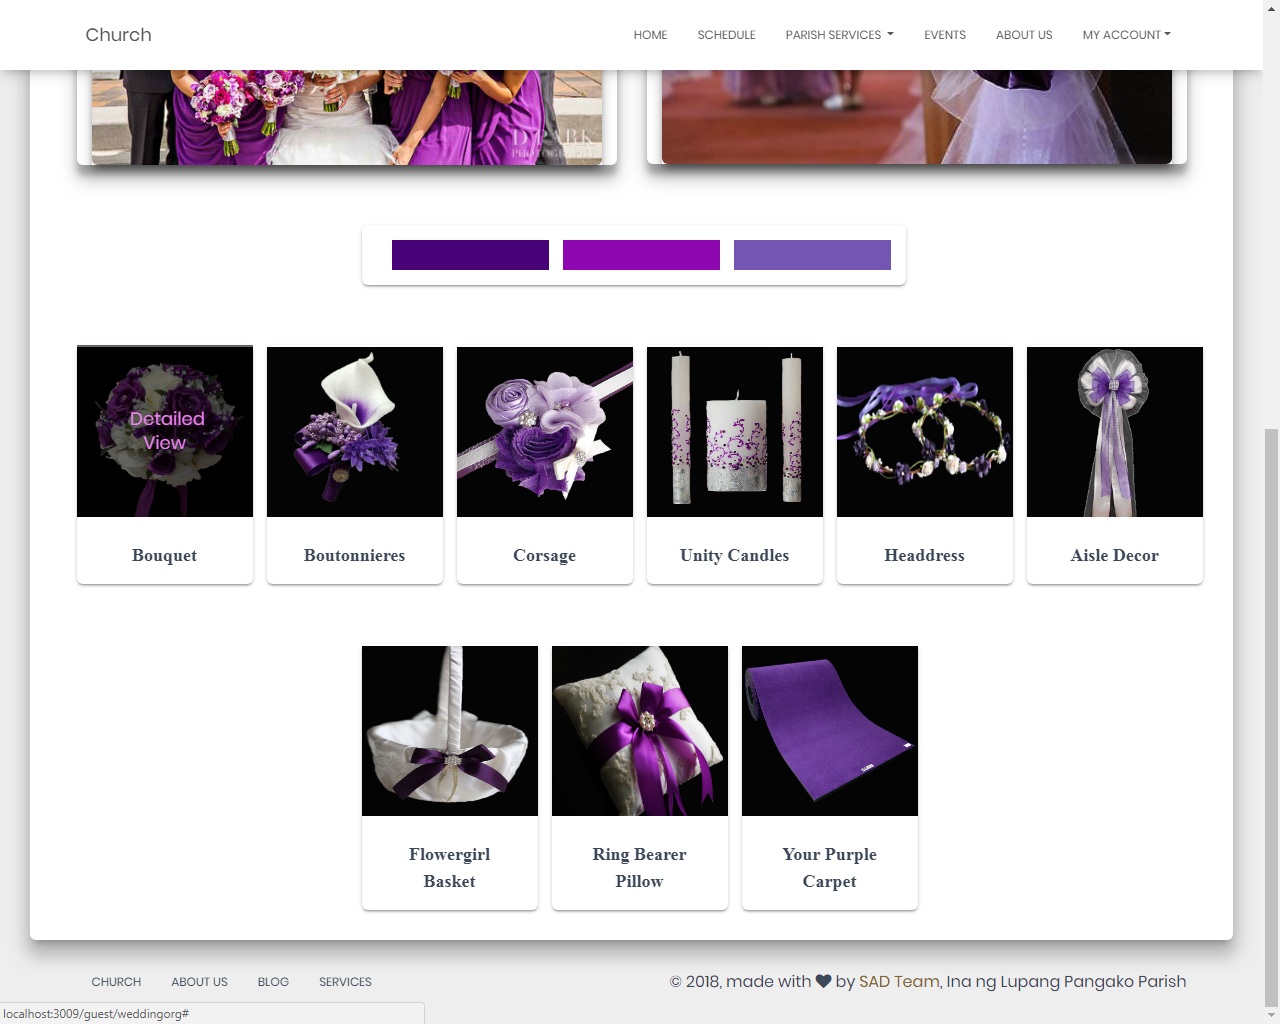 Church
HOME
SCHEDULE
PARISH SERVICES
EVENTS
ABOUT US
MY ACCOUNT
D PARK
PHOTOGRAPHY
Detailed
View
Bouquet
Boutonnieres
Corsage
Unity Candles
Headdress
Aisle Decor
Flowergirl
Basket
Ring Bearer
Pillow
Your Purple
Carpet
CHURCH
ABOUT US
BLOG
SERVICES
© 2018, made with ♥ by SAD Team, Ina ng Lupang Pangako Parish
localhost:3009/guest/weddingorg#